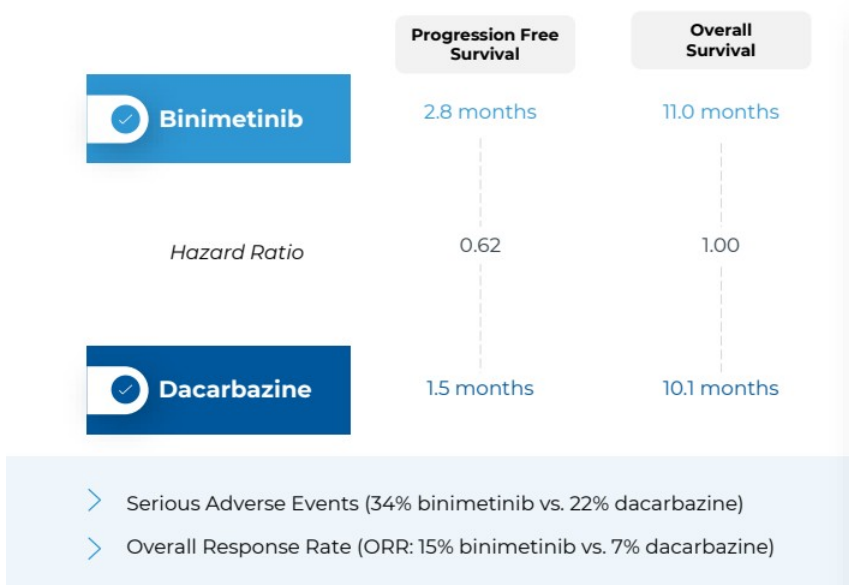 Progression Free
Survival
Overall
Survival
Binimetinib
2.8 months
11.0 months
Hazard Ratio
0.62
1.00
Dacarbazine
1.5 months
10.1 months
Serious Adverse Events (34% binimetinib vs. 22% dacarbazine)
Overall Response Rate (ORR: 15% binimetinib vs. 7% dacarbazine)